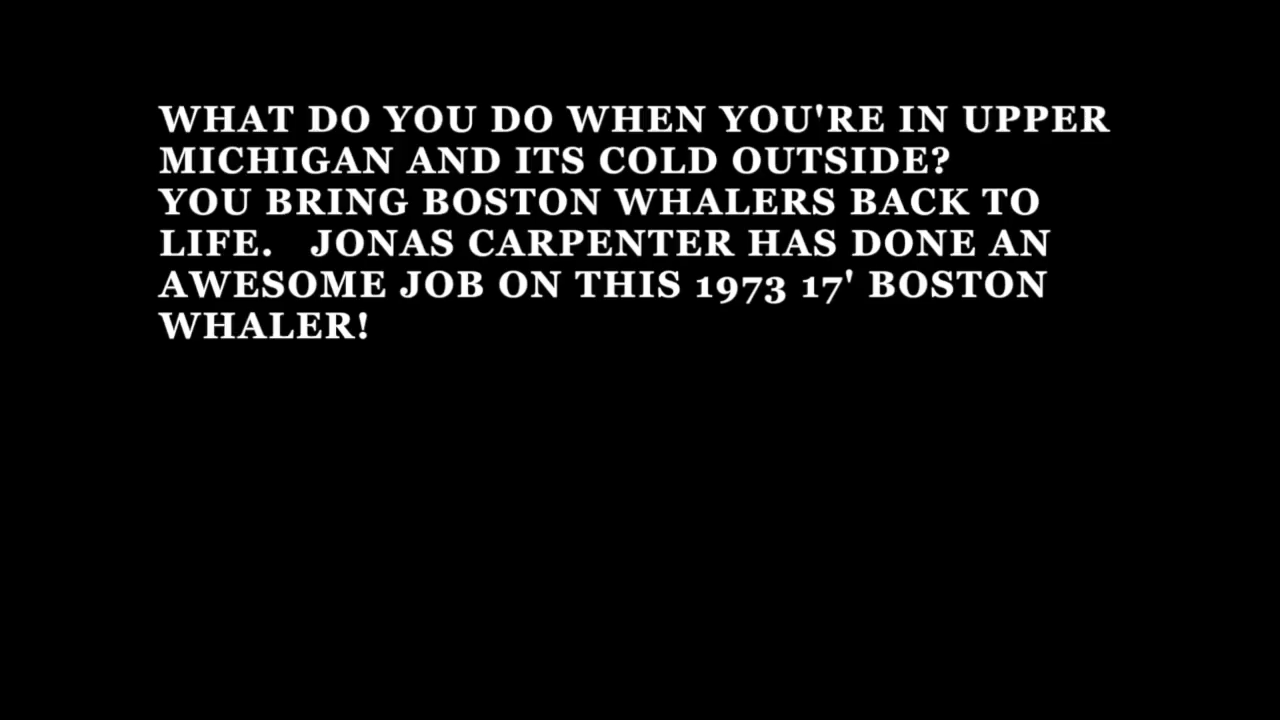 WHAT DO YOU DO WHEN YOU'RE IN UPPER
MICHIGAN AND ITS COLD OUTSIDE?
YOU BRING BOSTON WHALERS BACK TO
LIFE.   JONAS CARPENTER HAS DONE AN
AWESOME JOB ON THIS 1973 17' BOSTON
WHALER!